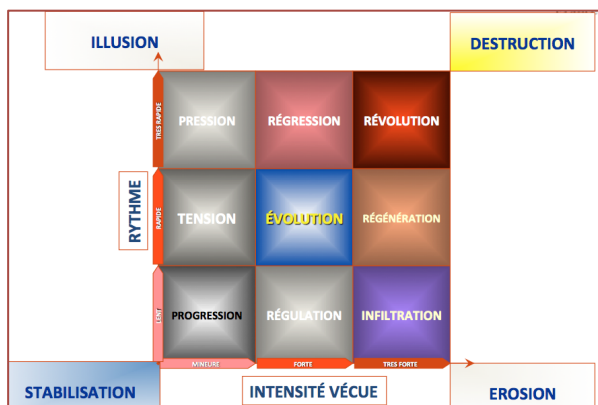 ILLUSION
DESTRUCTION
TRES RAPIDE
PRESSION
RÉGRESSION
RÉVOLUTION
RYTHME
RAPIDE
TENSION
ÉVOLUTION
RÉGÉNÉRATION
LENT
PROGRESSION
RÉGULATION
INFILTRATION
MINEURE
FORTE
TRES FORTE
STABILISATION
INTENSITÉ VÉCUE
EROSION